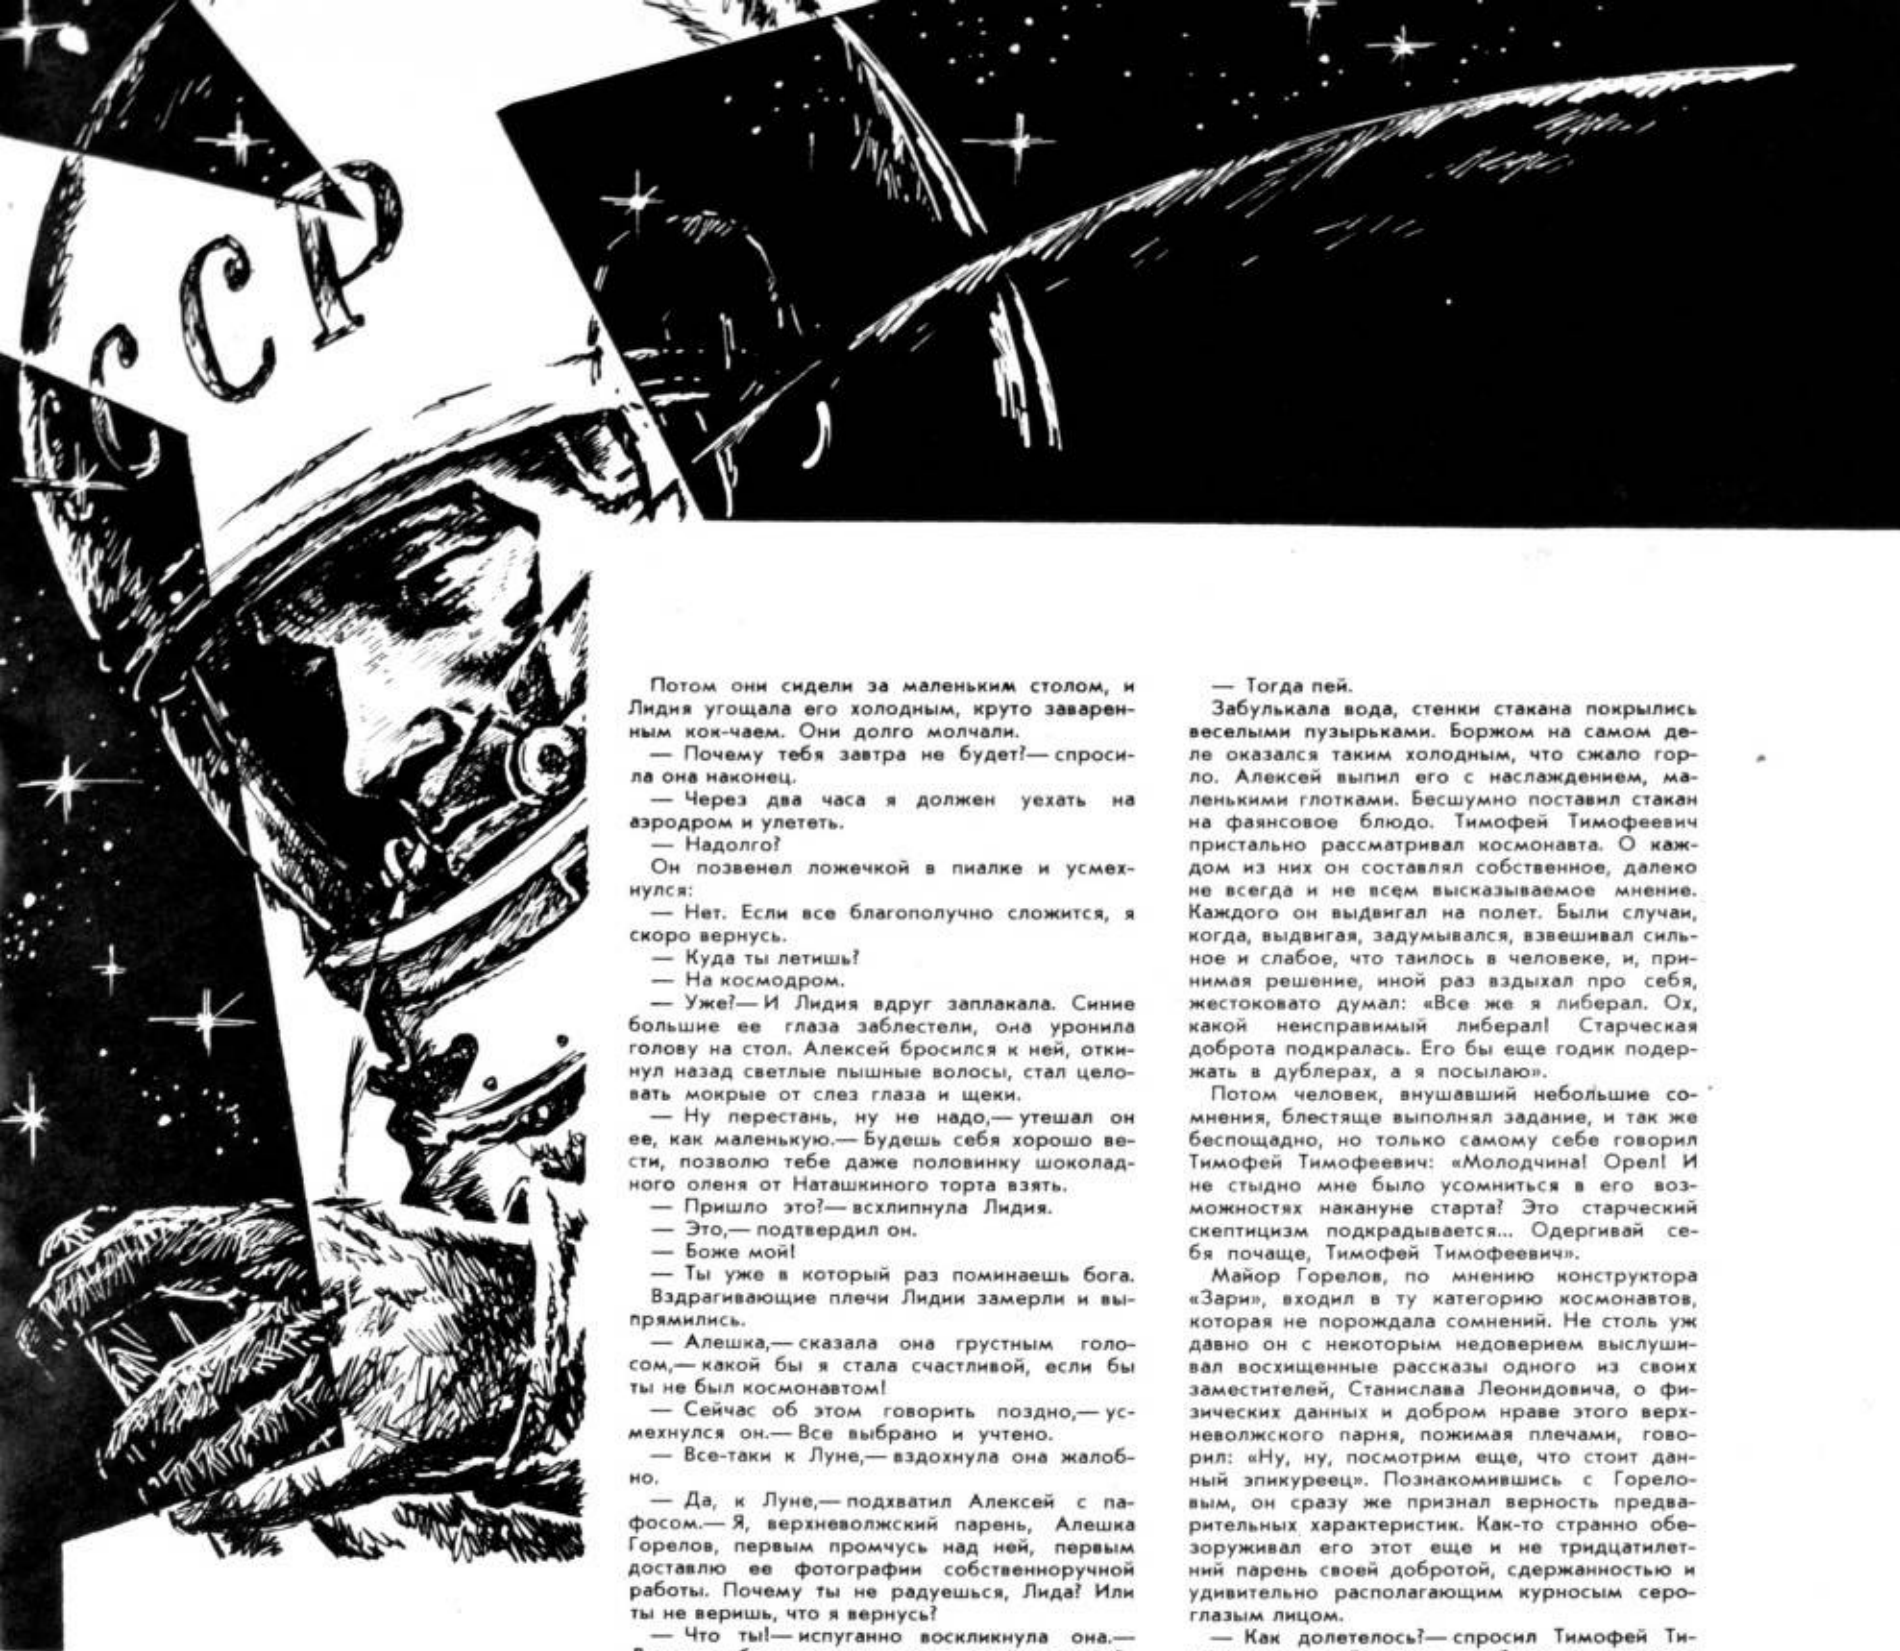 СССР
Потом они сидели за маленьким столом, и
Лидия угощала его холодным, круто заварен-
ным кок-чаем. Они долго молчали.
— Почему тебя завтра не будет?— спроси-
ла она наконец.
— Через два часа я должен уехать на
аэродром и улететь.
— Надолго?
Он позвенел ложечкой в пиалке и усмех-
нулся:
— Нет. Если все благополучно сложится, я
скоро вернусь.
— Куда ты летишь?
— На космодром.
— Уже?— И Лидия вдруг заплакала. Синие
большие ее глаза заблестели, она уронила
голову на стол. Алексей бросился к ней, отки-
нул назад светлые пышные волосы, стал цело-
вать мокрые от слез глаза и щеки.
— Ну перестань, ну не надо,— утешал он
ее, как маленькую.— Будешь себя хорошо ве-
сти, позволю тебе даже половинку шоколад-
ного оленя от Наташкиного торта взять.
— Пришло это?— всхлипнула Лидия.
— Это,— подтвердил он.
— Боже мой!
— Ты уже в который раз поминаешь бога.
Вздрагивающие плечи Лидии замерли и вы-
прямились.
— Алешка,— сказала она грустным голо-
сом,— какой бы я стала счастливой, если бы
ты не был космонавтом!
— Сейчас об этом говорить поздно,— ус-
мехнулся он.— Все выбрано и учтено.
— Все-таки к Луне,— вздохнула она жалоб-
но.
— Да, к Луне,— подхватил Алексей с па-
фосом.— Я, верхневолжский парень, Алешка
Горелов, первым промчусь над ней, первым
доставлю ее фотографии собственноручной
работы. Почему ты не радуешься, Лида? Или
ты не веришь, что я вернусь?
— Что ты!— испуганно воскликнула она.—
— Тогда пей.
Забулькала вода, стенки стакана покрылись
веселыми пузырьками. Боржом на самом де-
ле оказался таким холодным, что сжало гор-
ло. Алексей выпил его с наслаждением, ма-
ленькими глотками. Бесшумно поставил стакан
на фаянсовое блюдо. Тимофей Тимофеевич
пристально рассматривал космонавта. О каж-
дом из них он составлял собственное, далеко
не всегда и не всем высказываемое мнение.
Каждого он выдвигал на полет. Были случаи,
когда, выдвигая, задумывался, взвешивал силь-
ное и слабое, что таилось в человеке, и, при-
нимая решение, иной раз вздыхал про себя,
жестоковато думал: «Все же я либерал. Ох,
какой неисправимый либерал! Старческая
доброта подкралась. Его бы еще годик подер-
жать в дублерах, а я посылаю».
Потом человек, внушавший небольшие со-
мнения, блестяще выполнял задание, и так же
беспощадно, но только самому себе говорил
Тимофей Тимофеевич: «Молодчина! Орел! И
не стыдно мне было усомниться в его воз-
можностях накануне старта? Это старческий
скептицизм подкрадывается... Одергивай се-
бя почаще, Тимофей Тимофеевич».
Майор Горелов, по мнению конструктора
«Зари», входил в ту категорию космонавтов,
которая не порождала сомнений. Не столь уж
давно он с некоторым недоверием выслуши-
вал восхищенные рассказы одного из своих
заместителей, Станислава Леонидовича, о фи-
зических данных и добром нраве этого верх-
неволжского парня, пожимая плечами, гово-
рил: «Ну, ну, посмотрим еще, что стоит дан-
ный эпикуреец». Познакомившись с Горело-
вым, он сразу же признал верность предва-
рительных характеристик. Как-то странно обе-
зоруживал его этот еще и не тридцатилет-
ний парень своей добротой, сдержанностью и
удивительно располагающим курносым серо-
глазым лицом.
— Как долетелось?— спросил Тимофей Ти-